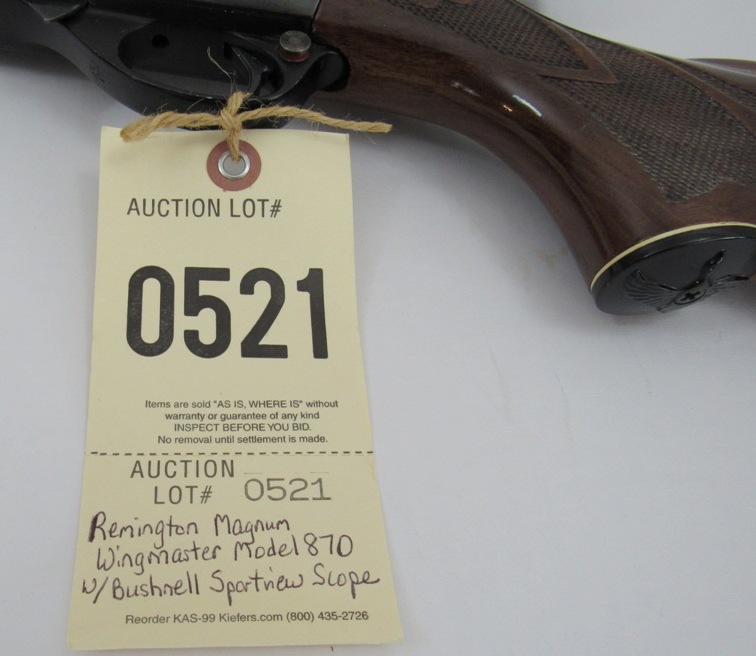 AUCTION LOT#
0521
Items are sold "AS IS, WHERE IS" without
warranty or guarantee of any kind
INSPECT BEFORE YOU BID.
No removal until settlement is made.
AUCTION
LOT# 0521
Remington Magnum
Wingmaster Model 870
w/Bushnell Sportview Scope
Reorder KAS-99 Kiefers.com (800) 435-2726